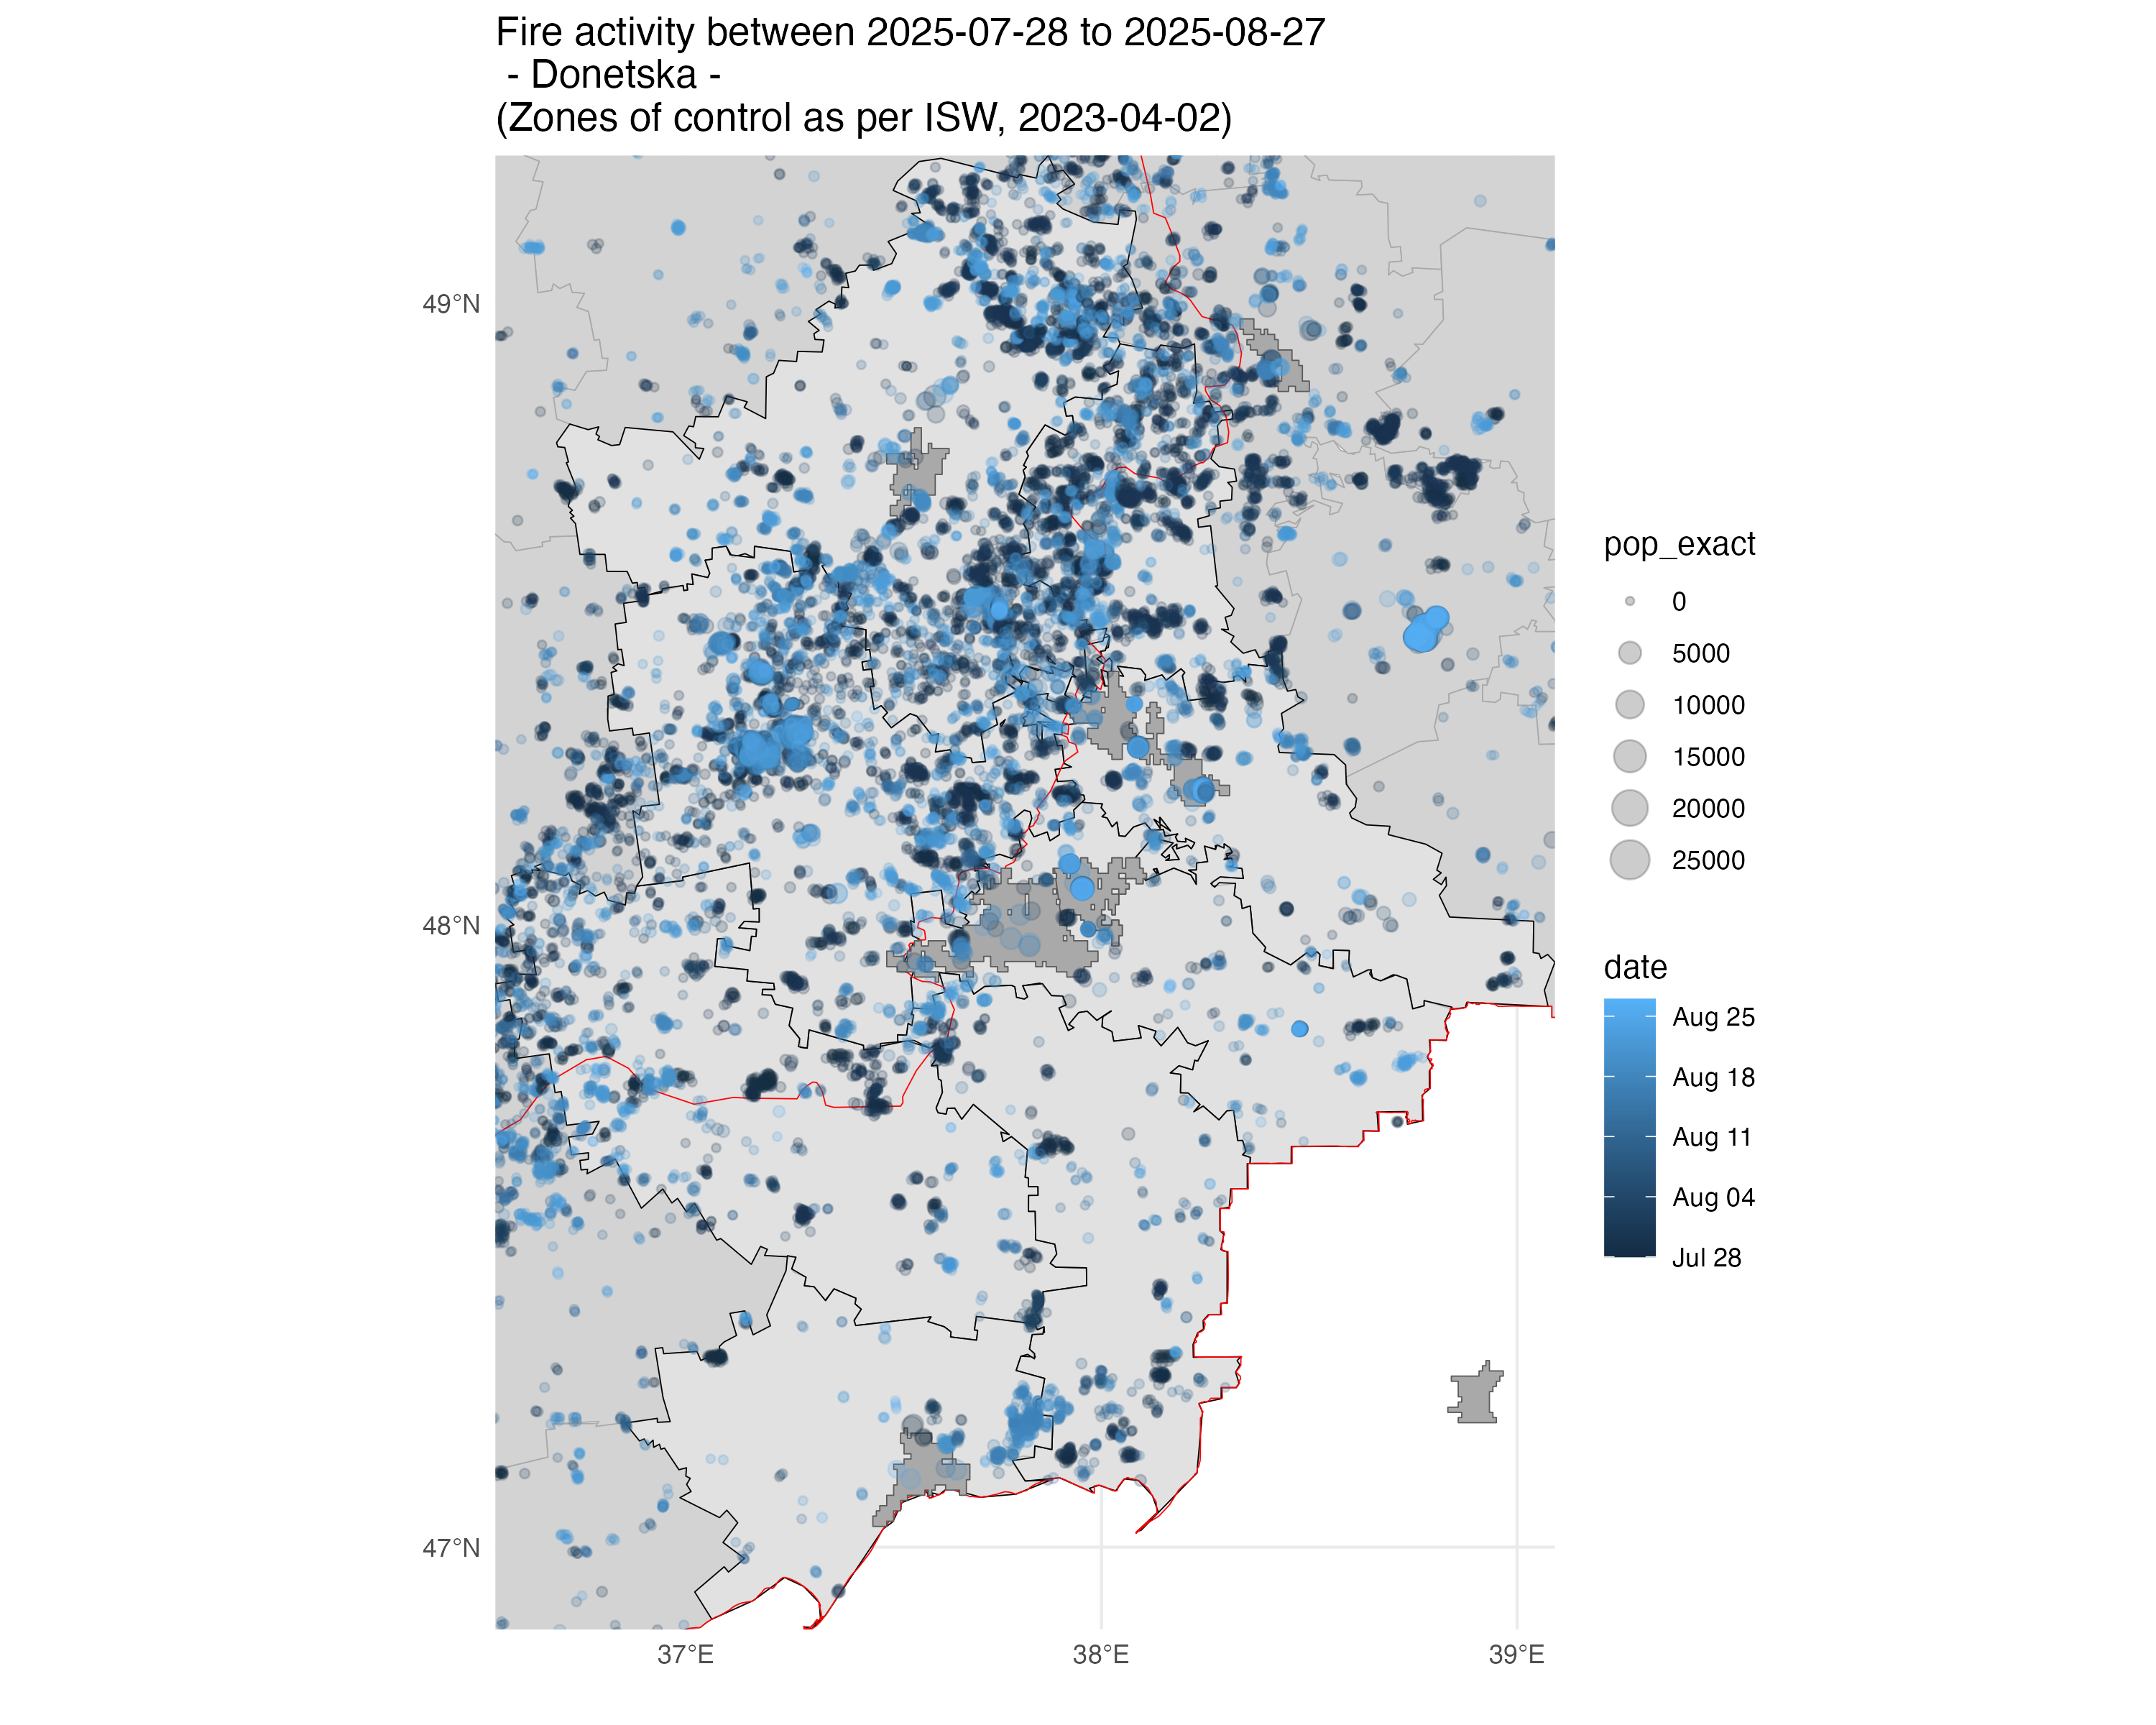 Fire activity between 2025-07-28 to 2025-08-27
- Donetska -
(Zones of control as per ISW, 2023-04-02)
49°N
48°N
47°N
37°E
38°E
39°E
pop_exact
0
5000
10000
15000
20000
25000
date
Aug 25
Aug 18
Aug 11
Aug 04
Jul 28